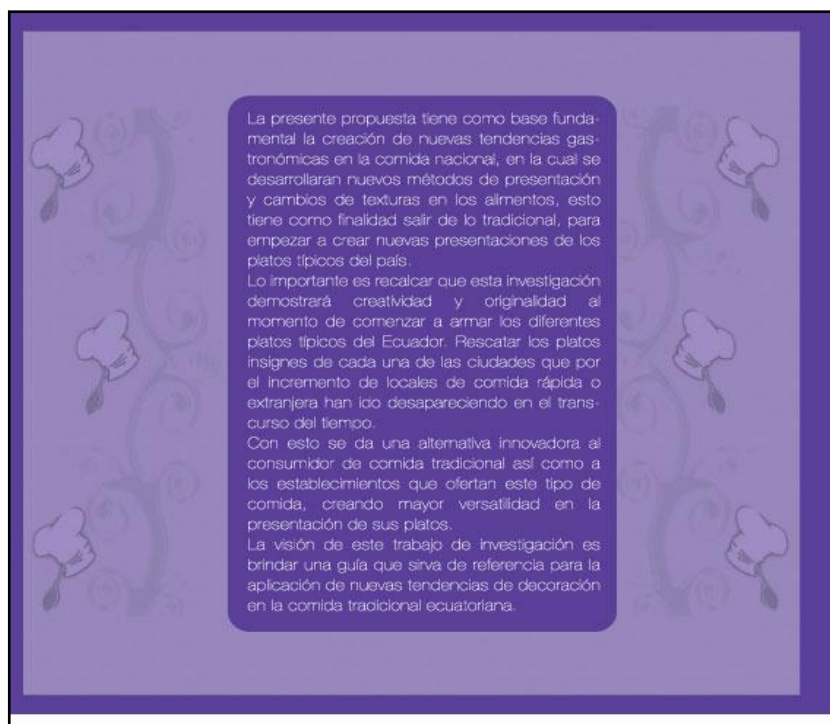 La presente propuesta tiene como base funda-
mental la creación de nuevas tendencias gas-
tronómicas en la comida nacional, en la cual se
desarrollaran nuevos métodos de presentación
y cambios de texturas en los alimentos, esto
tiene como finalidad salir de lo tradicional, para
empezar a crear nuevas presentaciones de los
platos típicos del país.
Lo importante es recalcar que esta investigación
demostrará creatividad y originalidad al
momento de comenzar a armar los diferentes
platos típicos del Ecuador. Rescatar los platos
insignes de cada una de las ciudades que por
el incremento de locales de comida rápida o
extranjera han ido desapareciendo en el trans-
curso del tiempo.
Con esto se da una alternativa innovadora al
consumidor de comida tradicional así como a
los establecimientos que ofertan este tipo de
comida, creando mayor versatilidad en la
presentación de sus platos.
La visión de este trabajo de investigación es
brindar una guía que sirva de referencia para la
aplicación de nuevas tendencias de decoración
en la comida tradicional ecuatoriana.